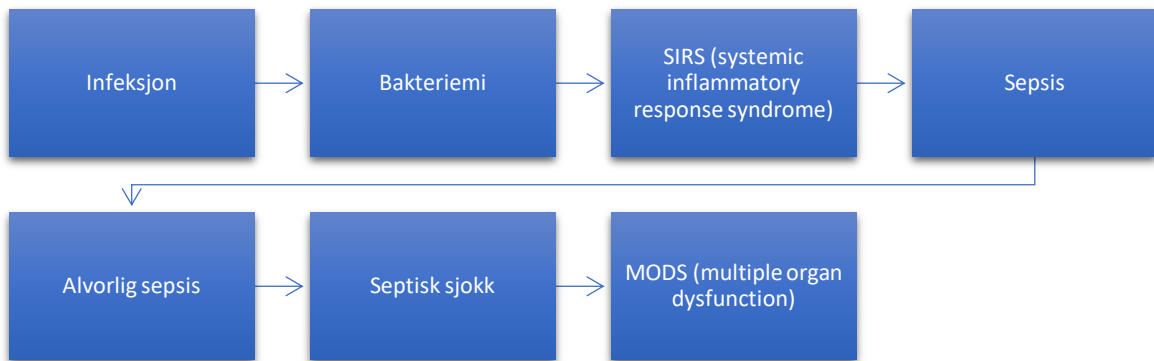 Infeksjon
Bakteriemi
SIRS (systemic
inflammatory
response syndrome)
Sepsis
Alvorlig sepsis
Septisk sjokk
MODS (multiple organ
dysfunction)